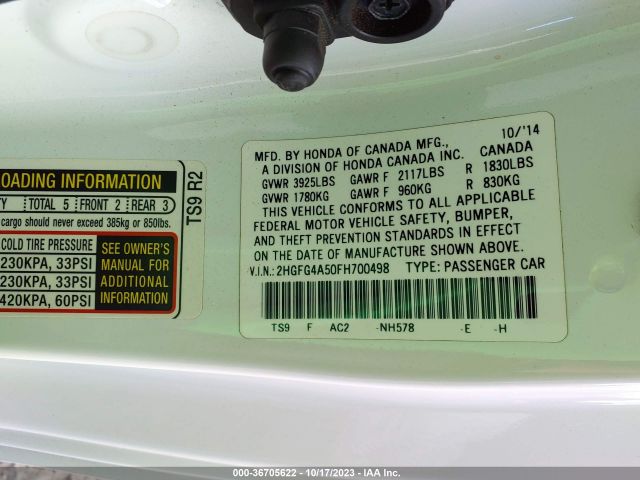 OADING INFORMATION
TY TOTAL 5 FRONT 2 REAR 3
cargo should never exceed 385kg or 850lbs.
COLD TIRE PRESSURE
230KPA, 33PSI
230KPA, 33PSI
420KPA, 60PSI
SEE OWNER'S
MANUAL FOR
ADDITIONAL
INFORMATION
TS9 R2
10/'14
MFD. BY HONDA OF CANADA MFG., CANADA
A DIVISION OF HONDA CANADA INC.
GVWR 3925LBS GAWR F 2117LBS R 1830LBS
GVWR 1780KG GAWR F 960KG R 830KG
THIS VEHICLE CONFORMS TO ALL APPLICABLE
FEDERAL MOTOR VEHICLE SAFETY, BUMPER,
AND THEFT PREVENTION STANDARDS IN EFFECT
ON THE DATE OF MANUFACTURE SHOWN ABOVE.
V.I.N.: 2HGFG4A50FH700498 TYPE: PASSENGER CAR
TS9 F AC2 -NH578 -E -H
000-36705622 - 10/17/2023 - IAA Inc.